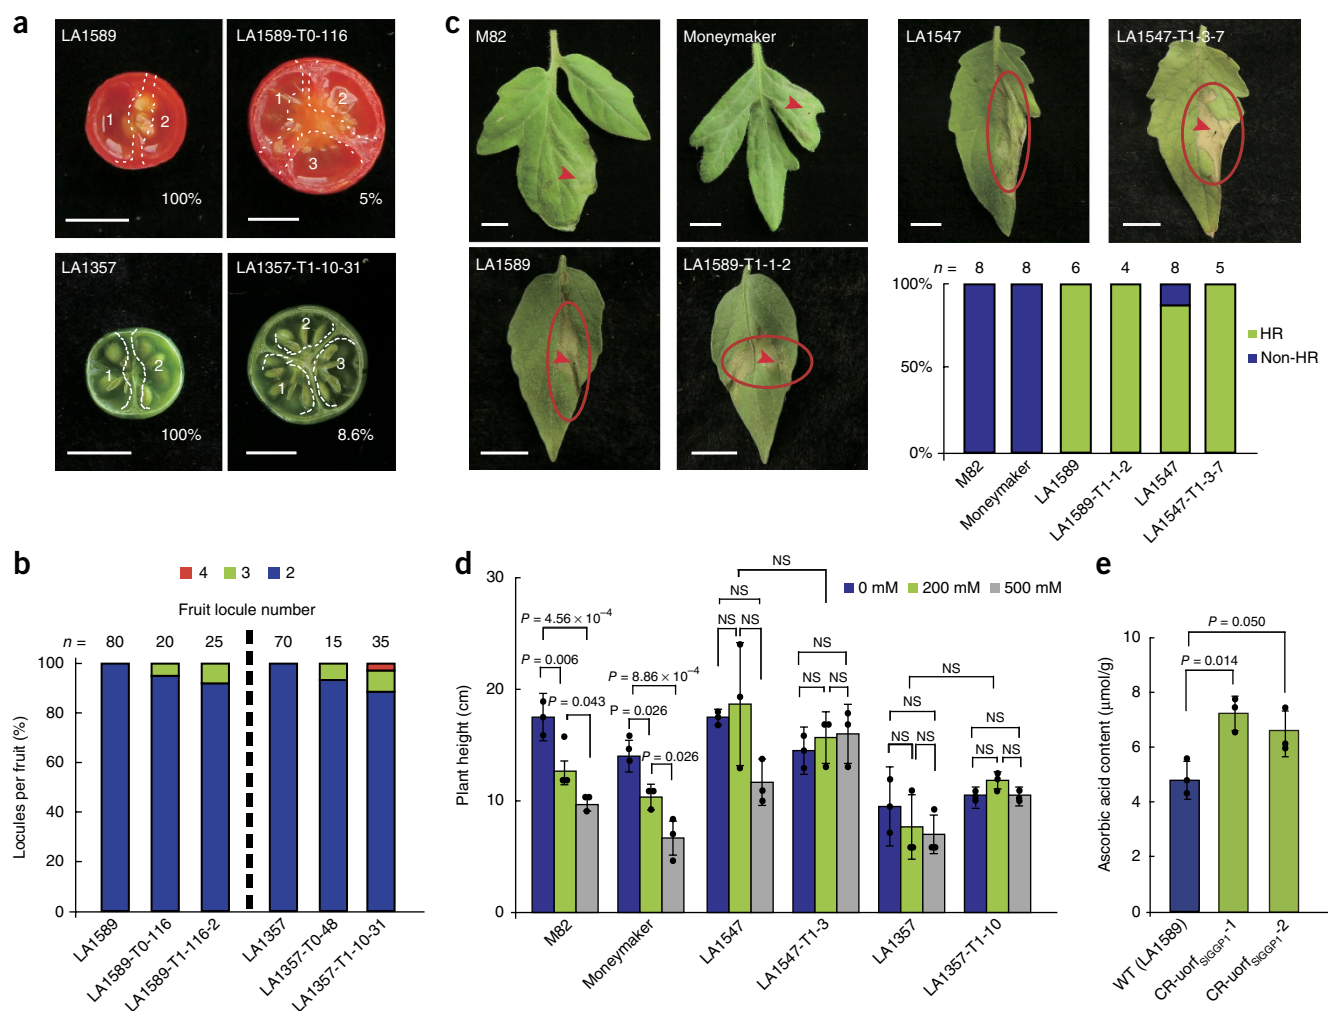 a
LA1589
1
2
100%
LA1589-T0-116
1
2
3
5%
LA1357
1
2
100%
LA1357-T1-10-31
1
2
3
8.6%
c
M82
Moneymaker
LA1547
LA1547-T1-3-7
LA1589
LA1589-T1-1-2
n = 8 8 6 4 8 5
100%
50%
0%
HR
Non-HR
M82
Moneymaker
LA1589
LA1589-T1-1-2
LA1547
LA1547-T1-3-7
b
4 3 2
Fruit locule number
n = 80 20 25 70 15 35
Locules per fruit (%)
100
80
60
40
20
0
LA1589
LA1589-T0-116
LA1589-T1-116-2
LA1357
LA1357-T0-48
LA1357-T1-10-31
d
0 mM 200 mM 500 mM
Plant height (cm)
30
20
10
0
P = 4.56 × 10⁻⁴
P = 0.006
P = 0.043
P = 8.86 × 10⁻⁴
P = 0.026
P = 0.026
NS
NS
NS NS
NS
NS NS
NS
NS
NS NS
NS
NS NS
M82
Moneymaker
LA1547
LA1547-T1-3
LA1357
LA1357-T1-10
e
P = 0.050
P = 0.014
Ascorbic acid content (μmol/g)
10
8
6
4
2
0
WT (LA1589)
CR-uorfSlGGP1-1
CR-uorfSlGGP1-2